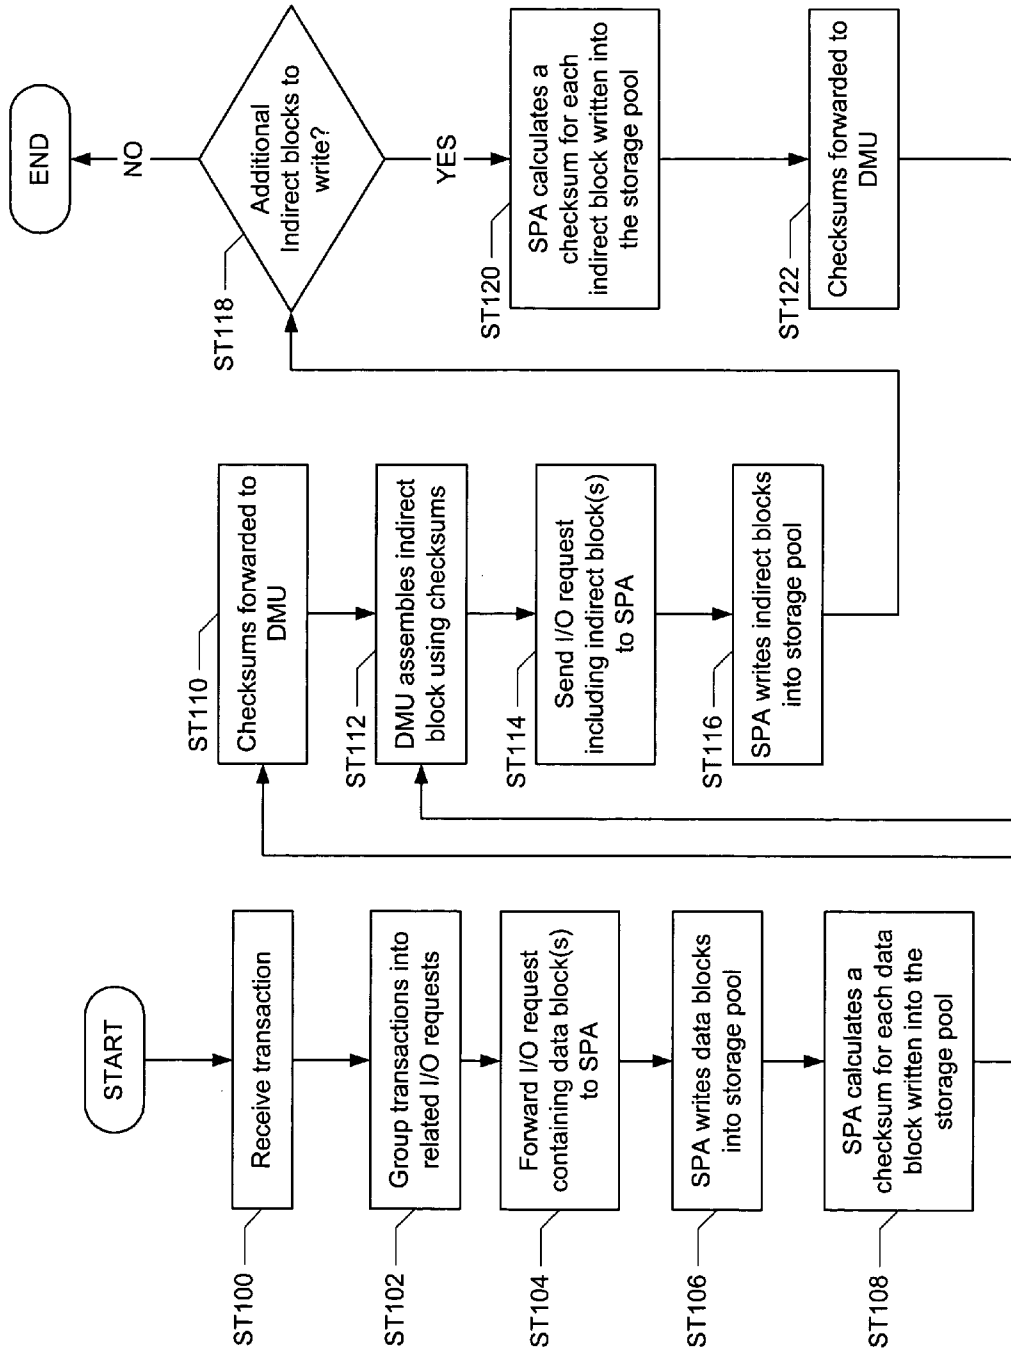 START
ST100
Receive transaction
ST102
Group transactions into
related I/O requests
ST104
Forward I/O request
containing data block(s)
to SPA
ST106
SPA writes data blocks
into storage pool
ST108
SPA calculates a
checksum for each data
block written into the
storage pool
ST110
Checksums forwarded to
DMU
ST112
DMU assembles indirect
block using checksums
ST114
Send I/O request
including indirect block(s)
to SPA
ST116
SPA writes indirect blocks
into storage pool
ST118
Additional
Indirect blocks to
write?
NO
END
YES
ST120
SPA calculates a
checksum for each
indirect block written into
the storage pool
ST122
Checksums forwarded to
DMU